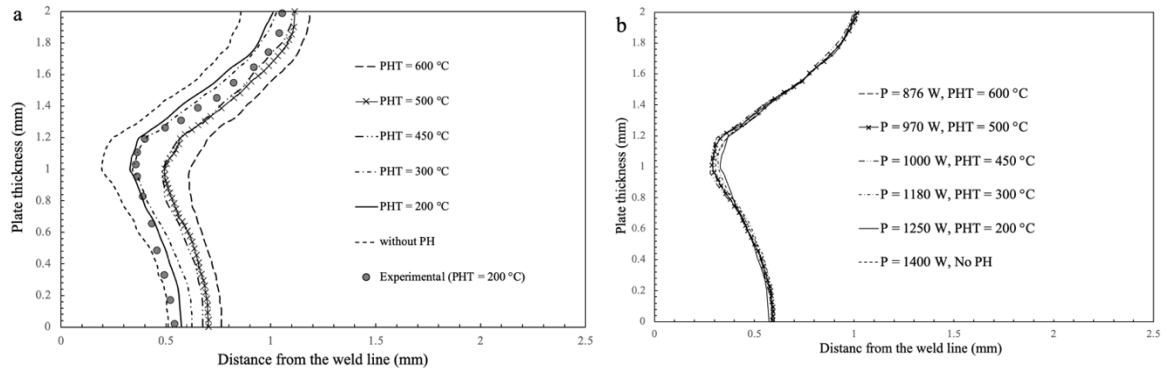 a
2
1.8
1.6
1.4
1.2
1
0.8
0.6
0.4
0.2
0
Plate thickness (mm)
PHT = 600 °C
PHT = 500 °C
PHT = 450 °C
PHT = 300 °C
PHT = 200 °C
without PH
Experimental (PHT = 200 °C)
0 0.5 1 1.5 2 2.5
Distance from the weld line (mm)
b
2
1.8
1.6
1.4
1.2
1
0.8
0.6
0.4
0.2
0
Plate thickness (mm)
P = 876 W, PHT = 600 °C
P = 970 W, PHT = 500 °C
P = 1000 W, PHT = 450 °C
P = 1180 W, PHT = 300 °C
P = 1250 W, PHT = 200 °C
P = 1400 W, No PH
0 0.5 1 1.5 2 2.5
Distanc from the weld line (mm)